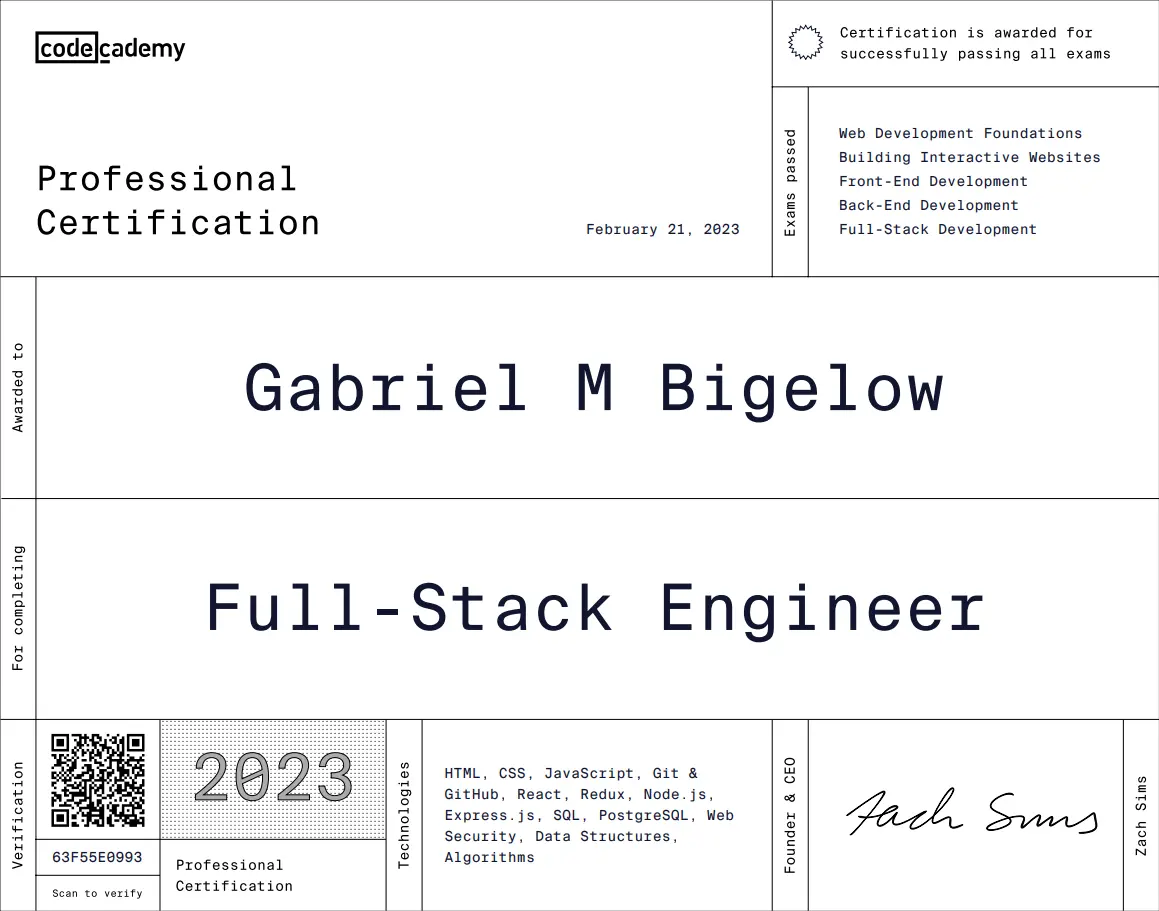 codecademy
Certification is awarded for
successfully passing all exams
Professional
Certification
February 21, 2023
Exams passed
Web Development Foundations
Building Interactive Websites
Front-End Development
Back-End Development
Full-Stack Development
Awarded to
Gabriel M Bigelow
For completing
Full-Stack Engineer
Verification
63F55E0993
Scan to verify
2023
Professional
Certification
Technologies
HTML, CSS, JavaScript, Git &
GitHub, React, Redux, Node.js,
Express.js, SQL, PostgreSQL, Web
Security, Data Structures,
Algorithms
Founder & CEO
Zach Sims
Zach Sims